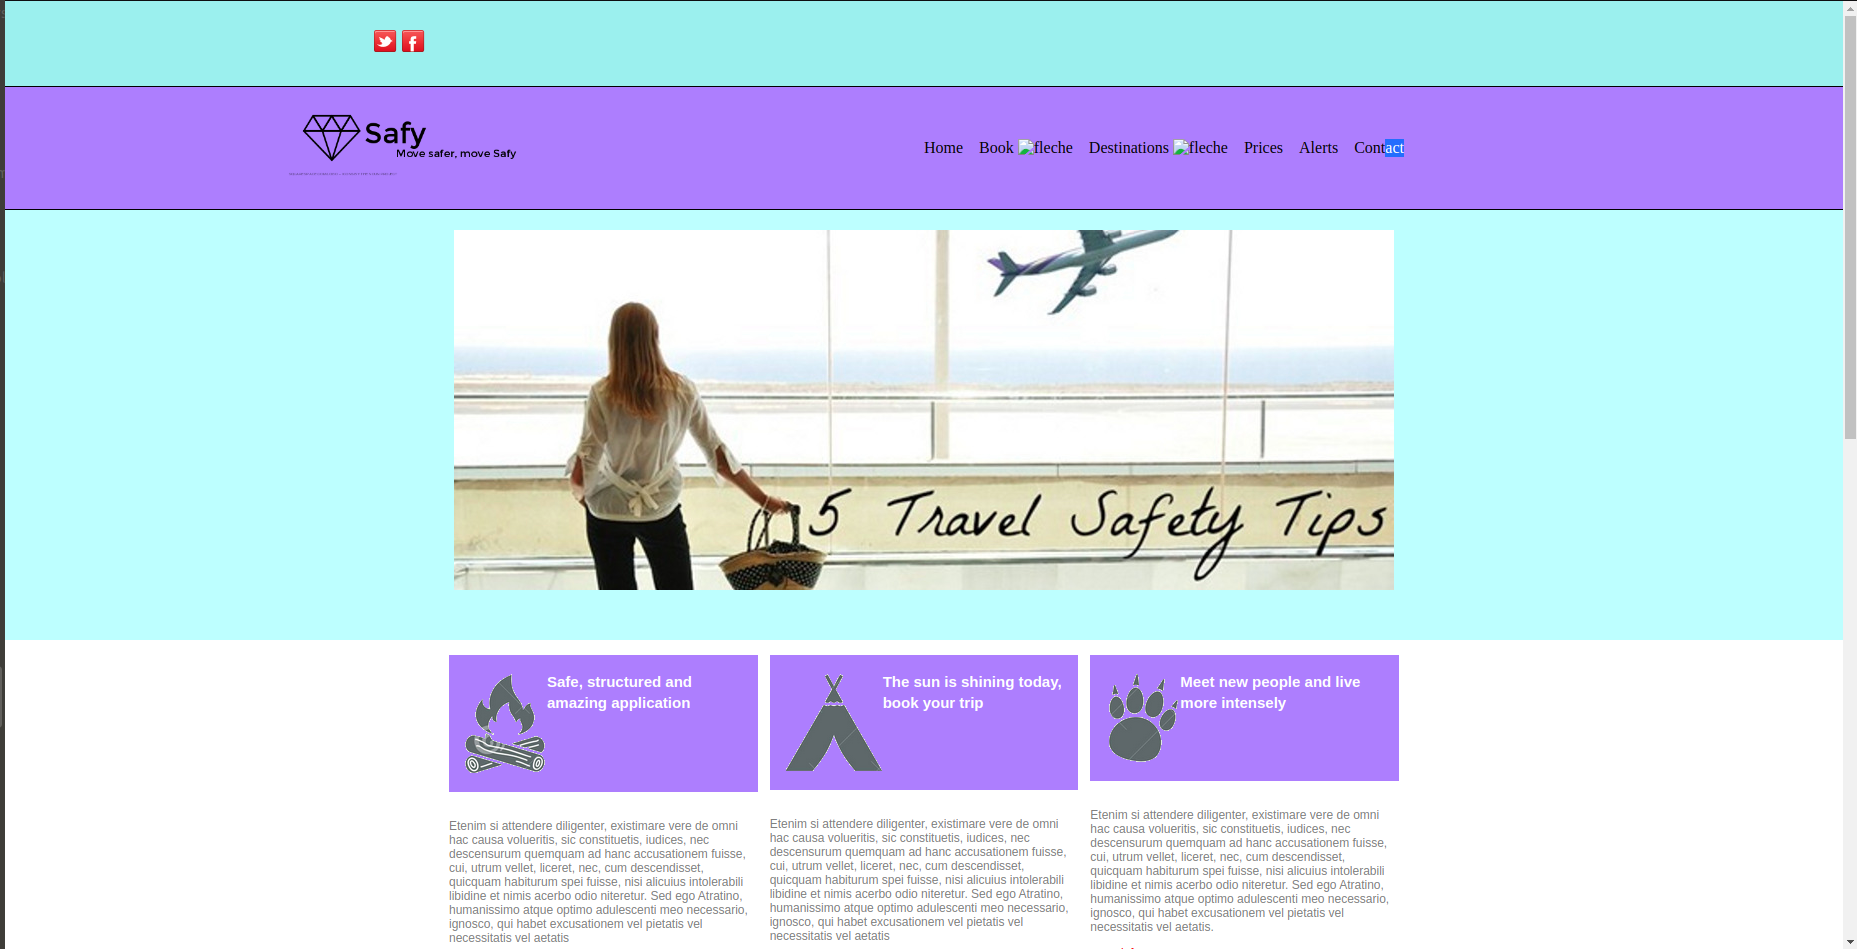 Safy
Move safer, move Safy
Home Book fleche Destinations fleche Prices Alerts Contact
5 Travel Safety Tips
Safe, structured and
amazing application
The sun is shining today,
book your trip
Meet new people and live
more intensely
Etenim si attendere diligenter, existimare vere de omni
hac causa volueritis, sic constituetis, iudices, nec
descensurum quemquam ad hanc accusationem fuisse,
cui, utrum vellet, liceret, nec, cum descendisset,
quicquam habiturum spei fuisse, nisi alicuius intolerabili
libidine et nimis acerbo odio niteretur. Sed ego Atratino,
humanissimo atque optimo adulescenti meo necessario,
ignosco, qui habet excusationem vel pietatis vel
necessitatis vel aetatis
Etenim si attendere diligenter, existimare vere de omni
hac causa volueritis, sic constituetis, iudices, nec
descensurum quemquam ad hanc accusationem fuisse,
cui, utrum vellet, liceret, nec, cum descendisset,
quicquam habiturum spei fuisse, nisi alicuius intolerabili
libidine et nimis acerbo odio niteretur. Sed ego Atratino,
humanissimo atque optimo adulescenti meo necessario,
ignosco, qui habet excusationem vel pietatis vel
necessitatis vel aetatis
Etenim si attendere diligenter, existimare vere de omni
hac causa volueritis, sic constituetis, iudices, nec
descensurum quemquam ad hanc accusationem fuisse,
cui, utrum vellet, liceret, nec, cum descendisset,
quicquam habiturum spei fuisse, nisi alicuius intolerabili
libidine et nimis acerbo odio niteretur. Sed ego Atratino,
humanissimo atque optimo adulescenti meo necessario,
ignosco, qui habet excusationem vel pietatis vel
necessitatis vel aetatis.